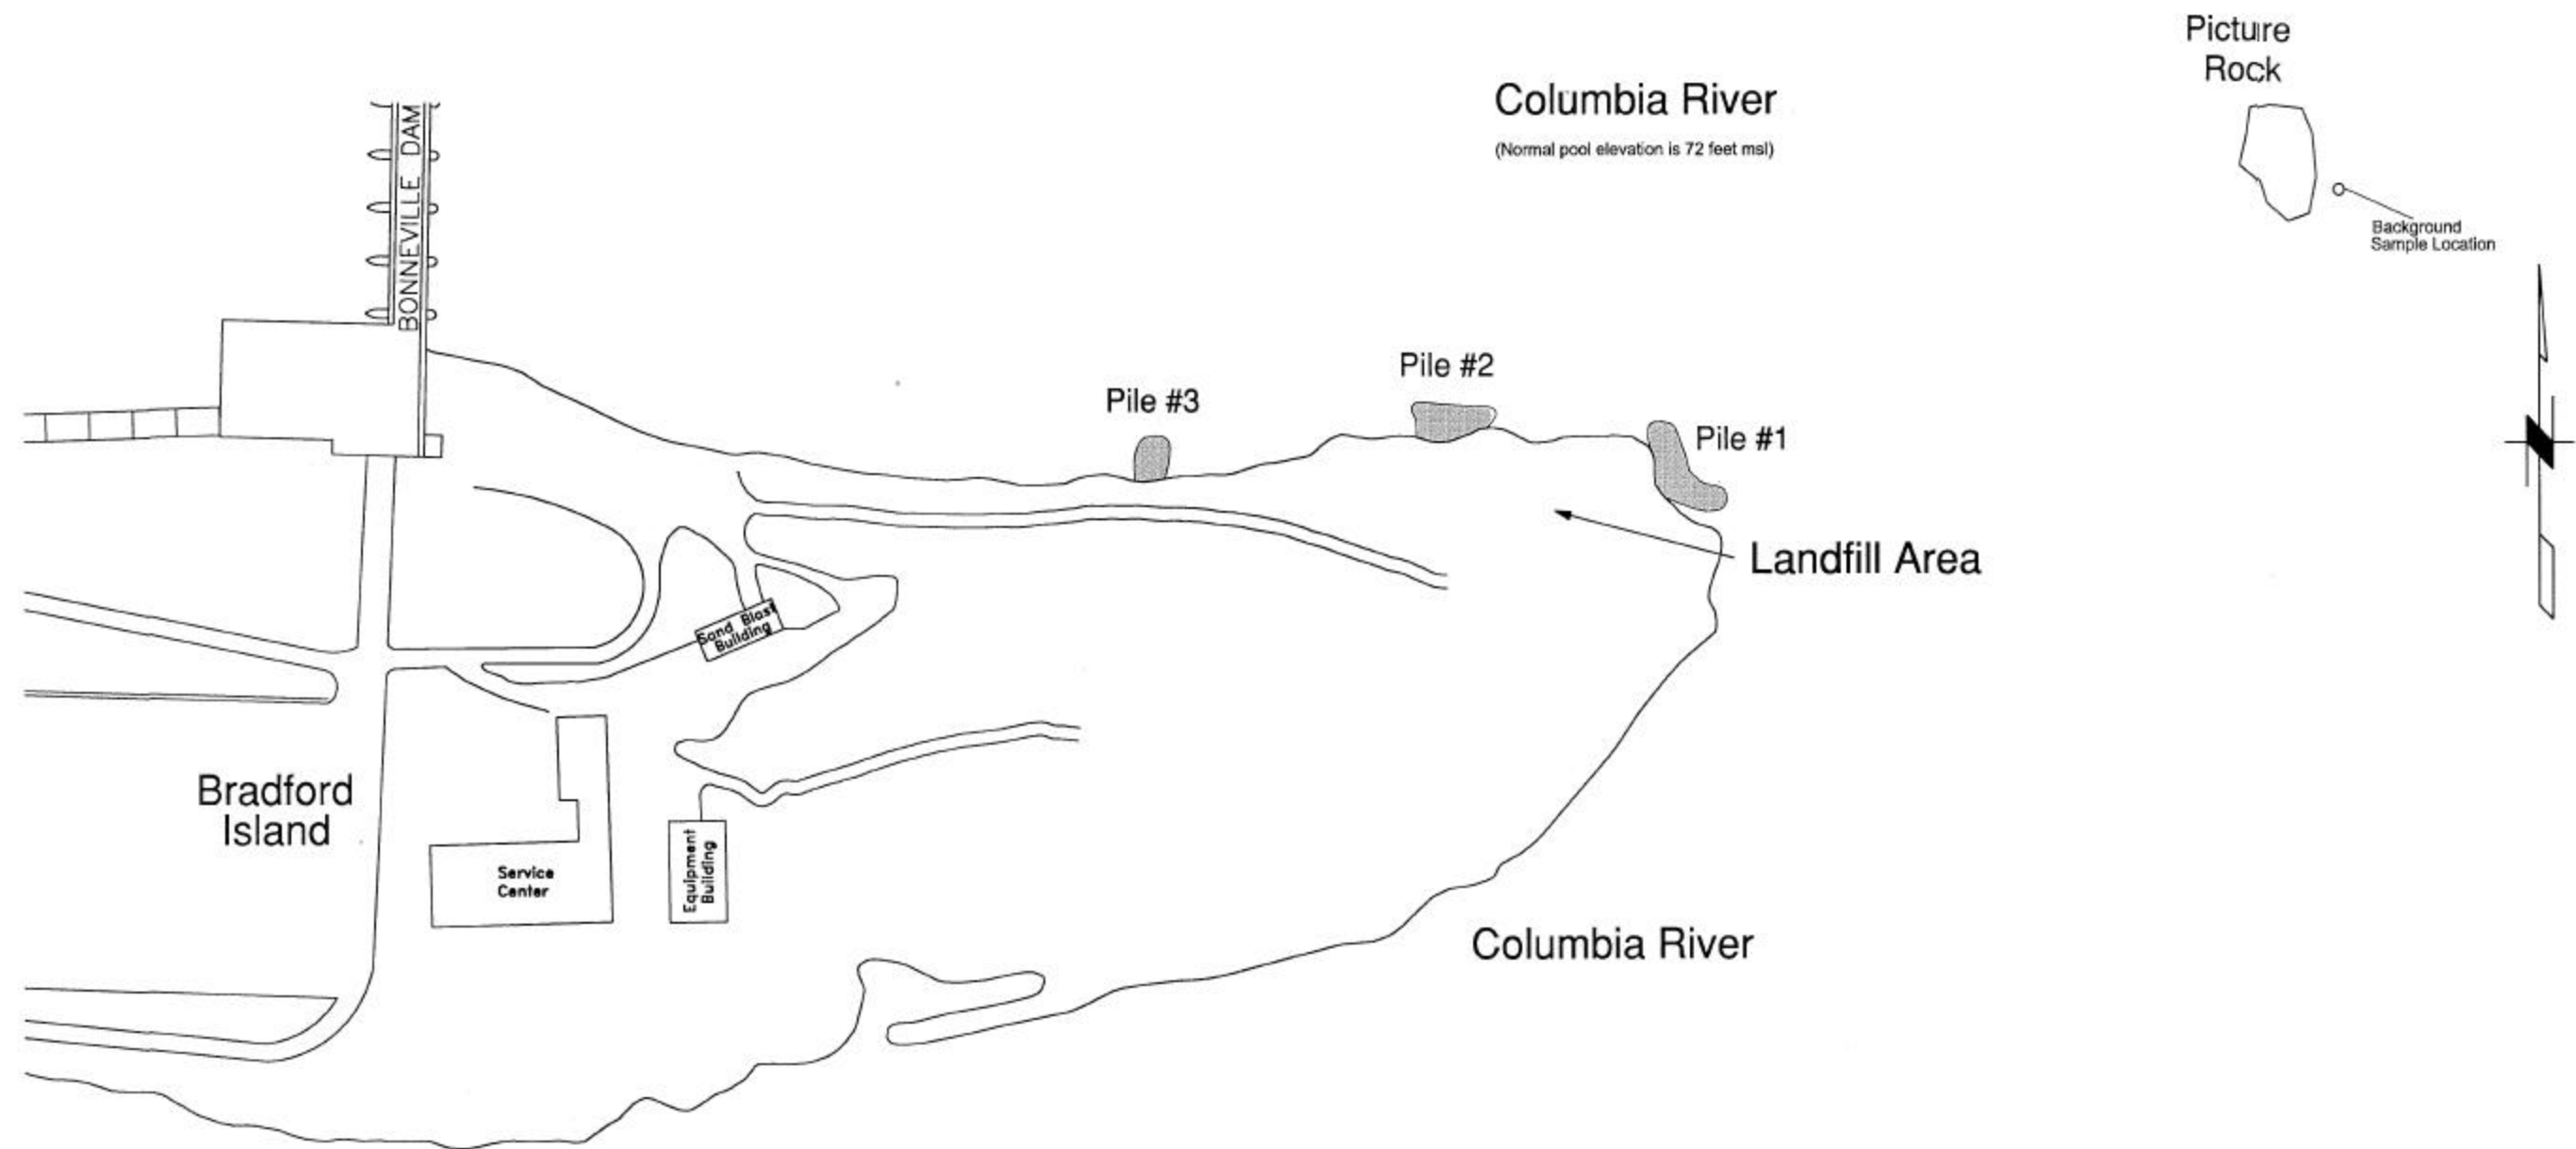 Picture
Rock
Columbia River
(Normal pool elevation is 72 feet msl)
BONNEVILLE DAM
Background
Sample Location
Pile #2
Pile #3
Pile #1
Landfill Area
Sand Blast
Building
Bradford
Island
Equipment
Building
Service
Center
Columbia River
N